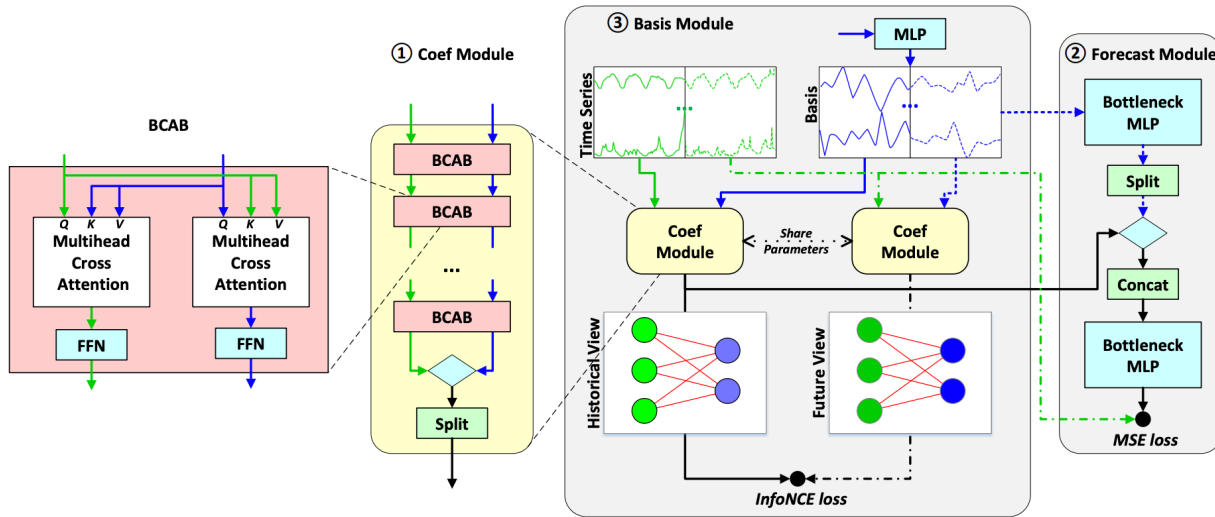 BCAB
Q K V
Multihead
Cross
Attention
FFN
Q K V
Multihead
Cross
Attention
FFN
① Coef Module
BCAB
BCAB
...
BCAB
Split
③ Basis Module
MLP
Time Series
...
Basis
...
Coef
Module
Share
Parameters
Coef
Module
Historical View
Future View
InfoNCE loss
② Forecast Module
Bottleneck
MLP
Split
Concat
Bottleneck
MLP
MSE loss